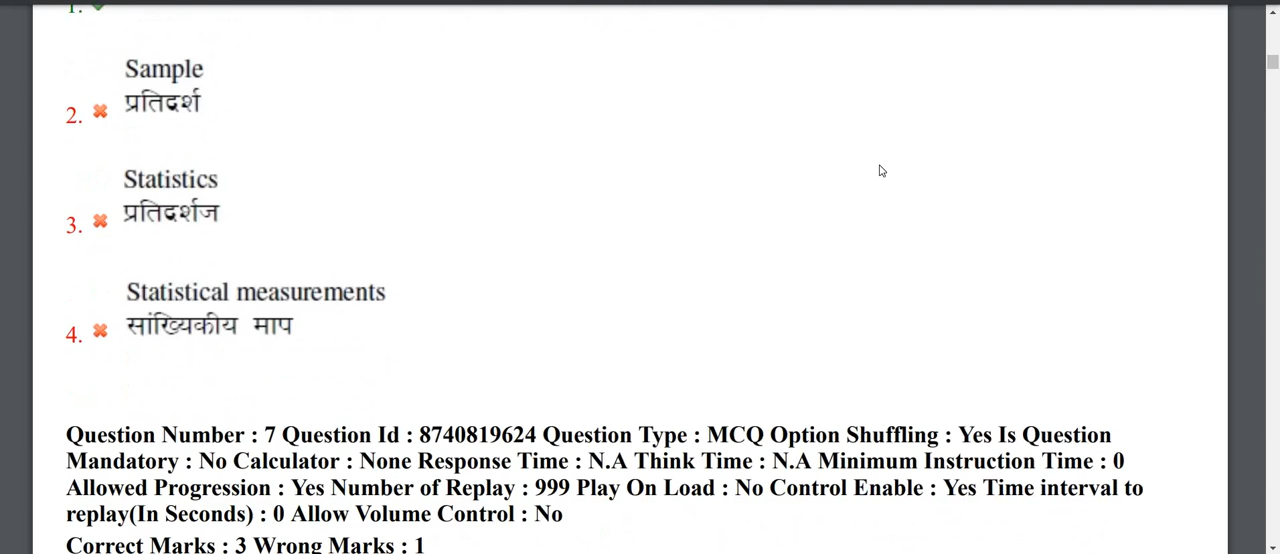 1.
Sample
प्रतिदर्श
2.
Statistics
प्रतिदर्शज
3.
Statistical measurements
सांख्यिकीय माप
4.
Question Number : 7 Question Id : 8740819624 Question Type : MCQ Option Shuffling : Yes Is Question
Mandatory : No Calculator : None Response Time : N.A Think Time : N.A Minimum Instruction Time : 0
Allowed Progression : Yes Number of Replay : 999 Play On Load : No Control Enable : Yes Time interval to
replay(In Seconds) : 0 Allow Volume Control : No
Correct Marks : 3 Wrong Marks : 1